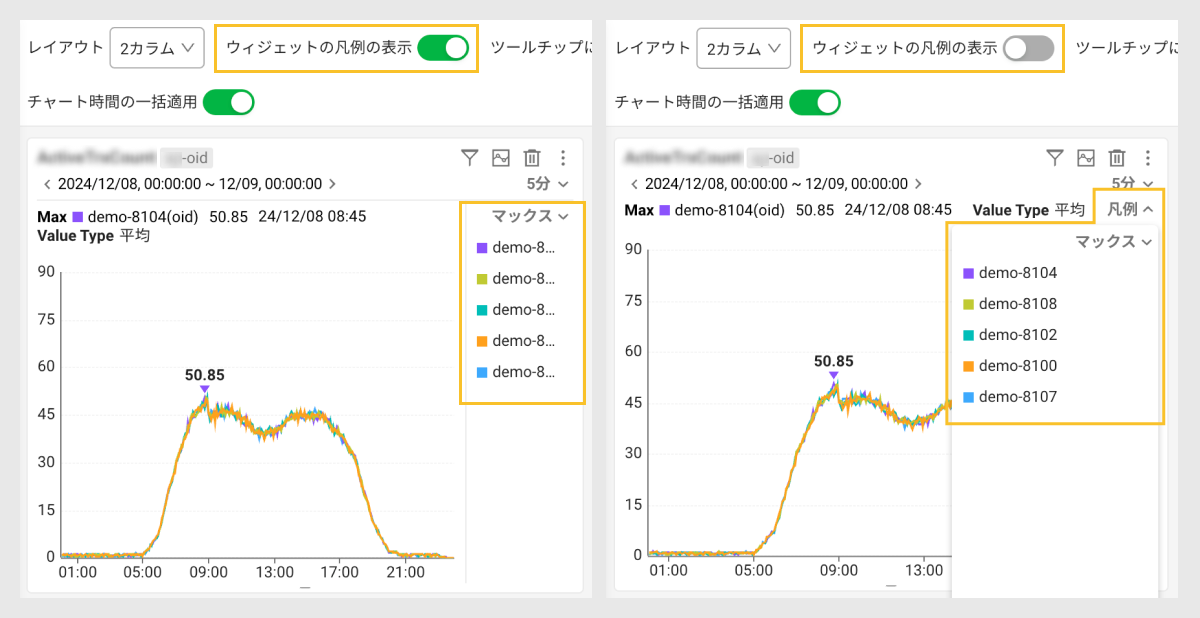 レイアウト 2カラム ウィジェットの凡例の表示 ツールチップに
チャート時間の一括適用
-oid
2024/12/08, 00:00:00 ~ 12/09, 00:00:00
5分
Max demo-8104(oid) 50.85 24/12/08 08:45
Value Type 平均
マックス
demo-8...
demo-8...
demo-8...
demo-8...
demo-8...
90
75
60
45
30
15
0
50.85
01:00 05:00 09:00 13:00 17:00 21:00
レイアウト 2カラム ウィジェットの凡例の表示 ツールチップに
チャート時間の一括適用
-oid
2024/12/08, 00:00:00 ~ 12/09, 00:00:00
5分
Max demo-8104(oid) 50.85 24/12/08 08:45 Value Type 平均 凡例
マックス
demo-8104
demo-8108
demo-8102
demo-8100
demo-8107
90
75
60
45
30
15
0
50.85
01:00 05:00 09:00 13:00